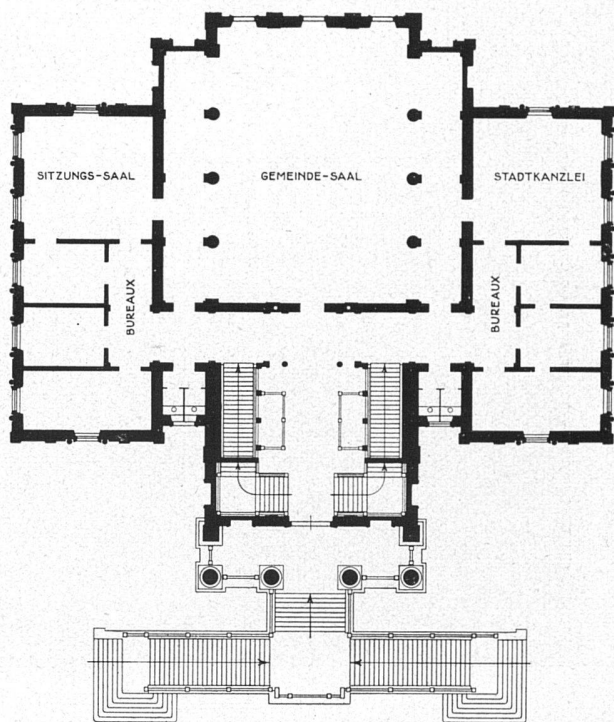 SITZUNGS-SAAL
GEMEINDE-SAAL
STADTKANZLEI
BUREAUX
BUREAUX